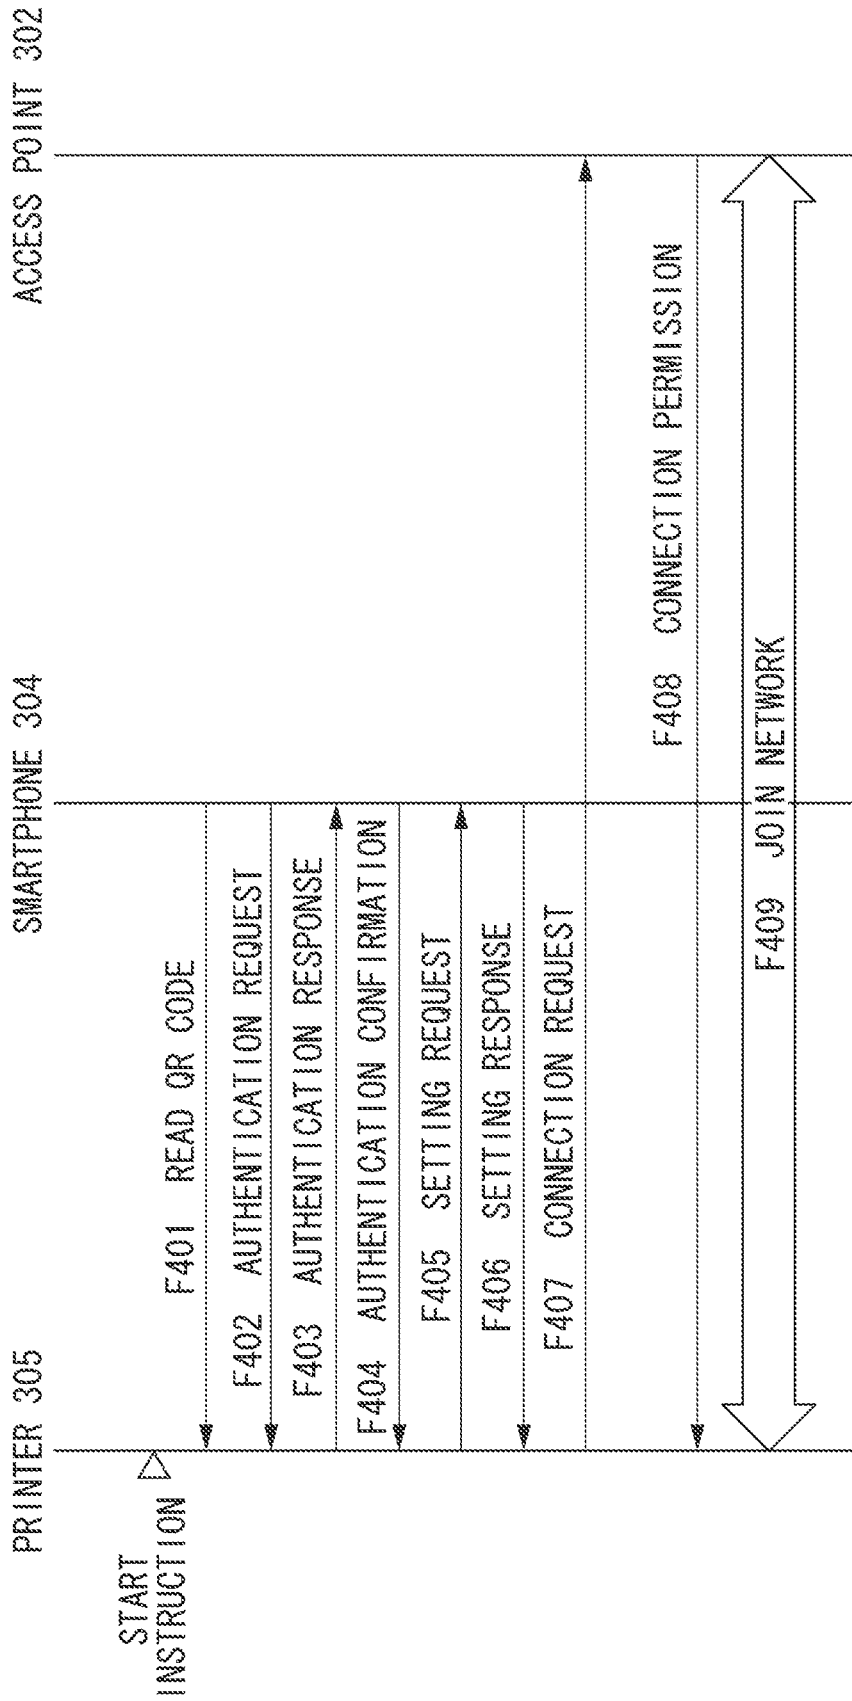 PRINTER 305
SMARTPHONE 304
ACCESS POINT 302
START
INSTRUCTION
F401 READ QR CODE
F402 AUTHENTICATION REQUEST
F403 AUTHENTICATION RESPONSE
F404 AUTHENTICATION CONFIRMATION
F405 SETTING REQUEST
F406 SETTING RESPONSE
F407 CONNECTION REQUEST
F408 CONNECTION PERMISSION
F409 JOIN NETWORK